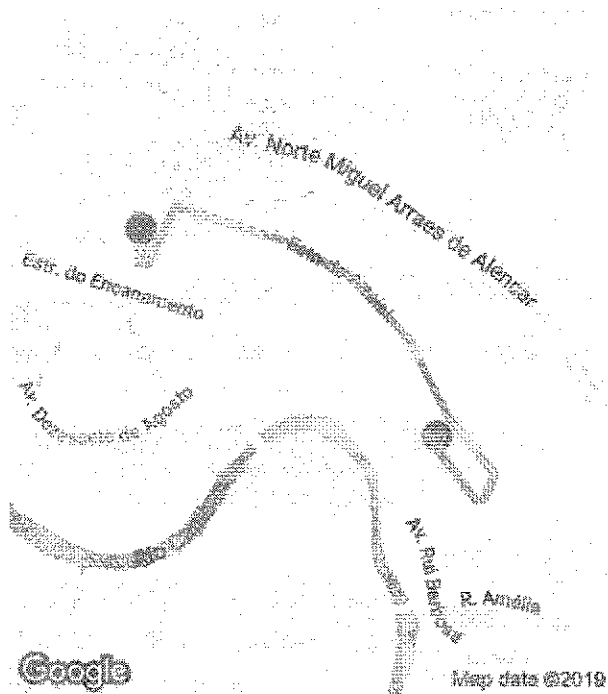 Av. Norte Miguel Arraes de Alencar
Estr. do Encanamento
Av. Dezessete de Agosto
Av. Rui Barbosa
R. Amélia
Google
Map data ©2019